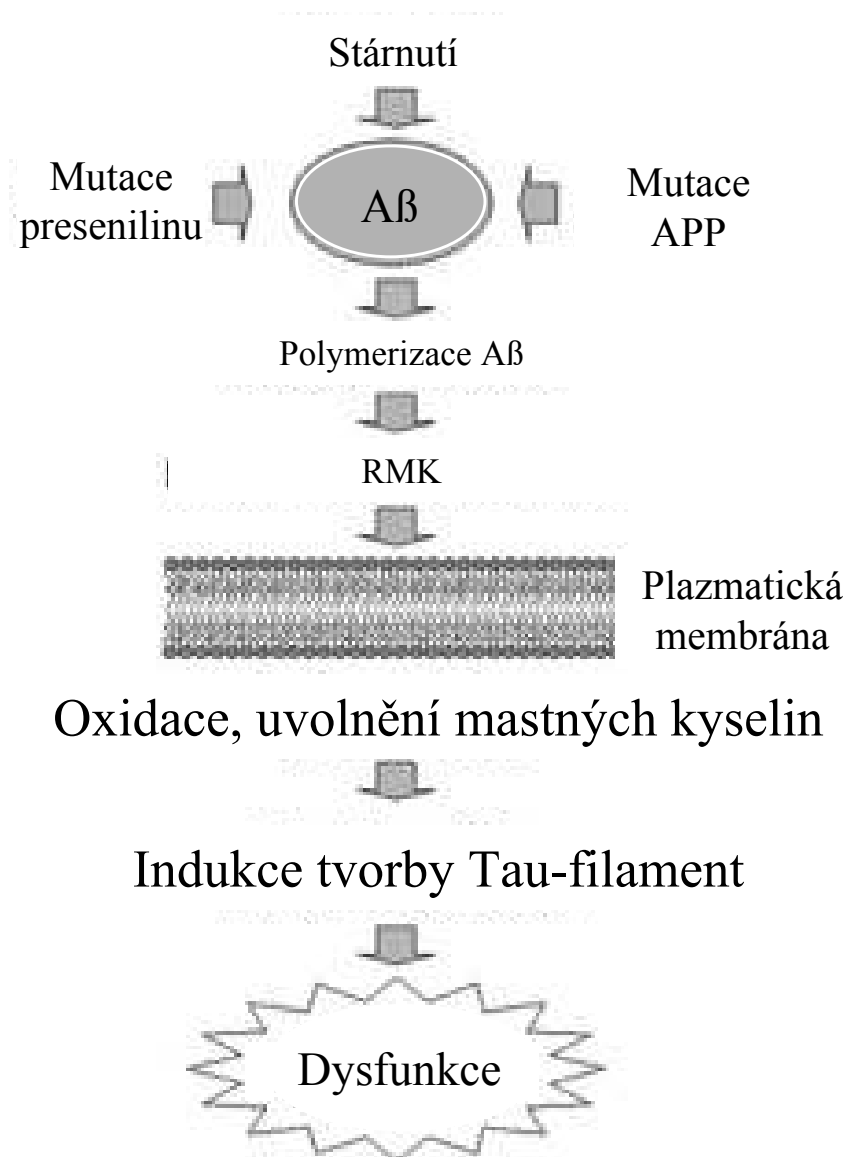 Stárnutí
Mutace
presenilinu
Aß
Mutace
APP
Polymerizace Aß
RMK
Plazmatická
membrána
Oxidace, uvolnění mastných kyselin
Indukce tvorby Tau-filament
Dysfunkce